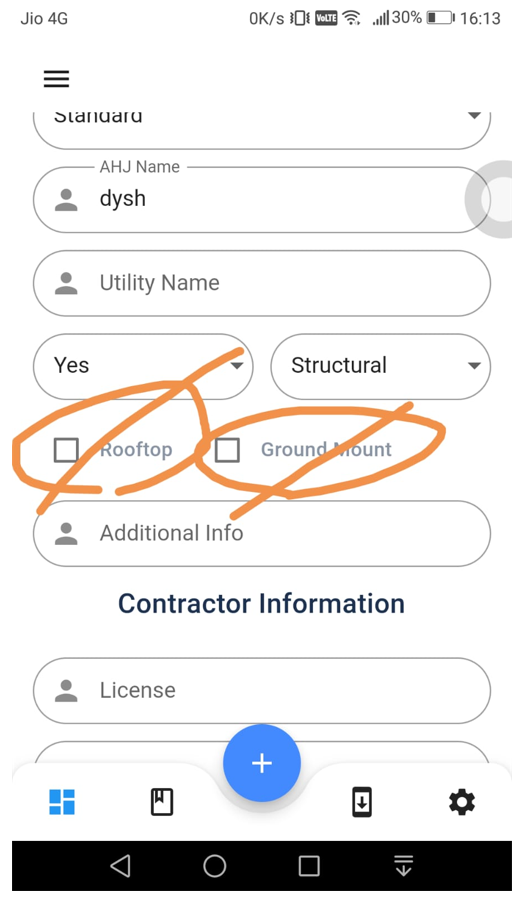 Jio 4G 0K/s VoLTE 30% 16:13
Standard
AHJ Name
dysh
Utility Name
Yes Structural
Rooftop Ground Mount
Additional Info
Contractor Information
License